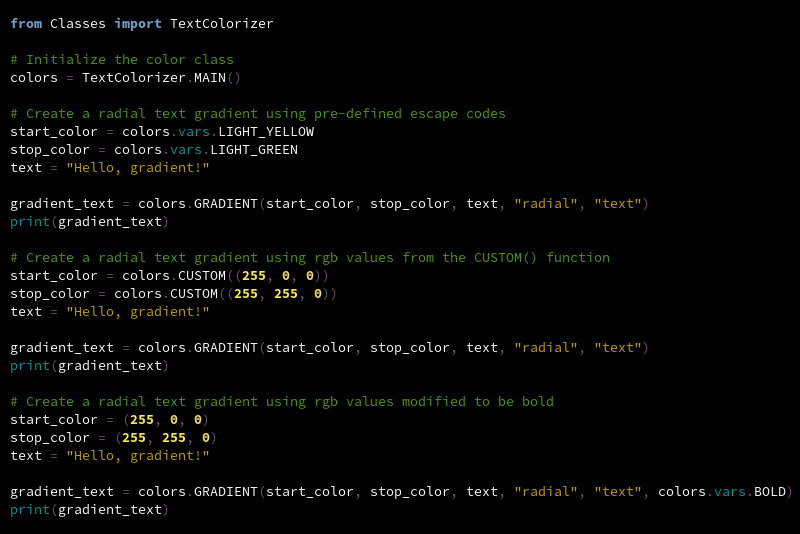 from Classes import TextColorizer

# Initialize the color class
colors = TextColorizer.MAIN()

# Create a radial text gradient using pre-defined escape codes
start_color = colors.vars.LIGHT_YELLOW
stop_color = colors.vars.LIGHT_GREEN
text = "Hello, gradient!"

gradient_text = colors.GRADIENT(start_color, stop_color, text, "radial", "text")
print(gradient_text)

# Create a radial text gradient using rgb values from the CUSTOM() function
start_color = colors.CUSTOM((255, 0, 0))
stop_color = colors.CUSTOM((255, 255, 0))
text = "Hello, gradient!"

gradient_text = colors.GRADIENT(start_color, stop_color, text, "radial", "text")
print(gradient_text)

# Create a radial text gradient using rgb values modified to be bold
start_color = (255, 0, 0)
stop_color = (255, 255, 0)
text = "Hello, gradient!"

gradient_text = colors.GRADIENT(start_color, stop_color, text, "radial", "text", colors.vars.BOLD)
print(gradient_text)